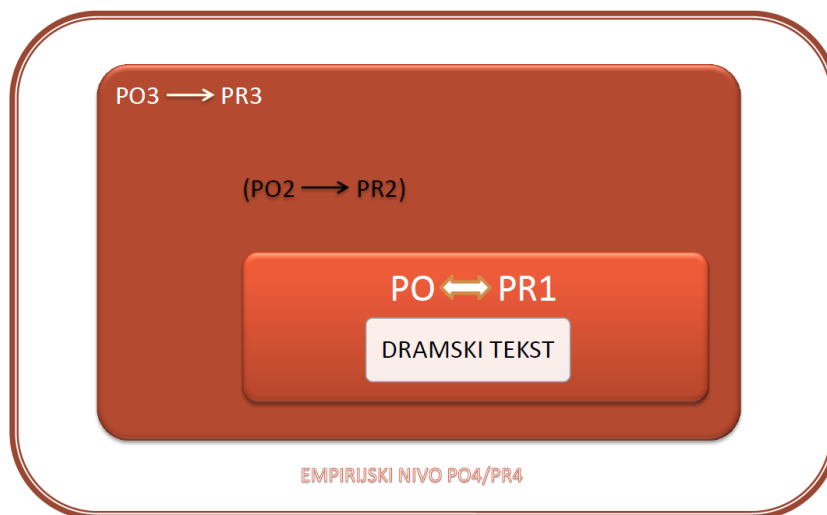 PO3 → PR3
(PO2 → PR2)
PO ↔ PR1
DRAMSKI TEKST
EMPIRIJSKI NIVO PO4/PR4